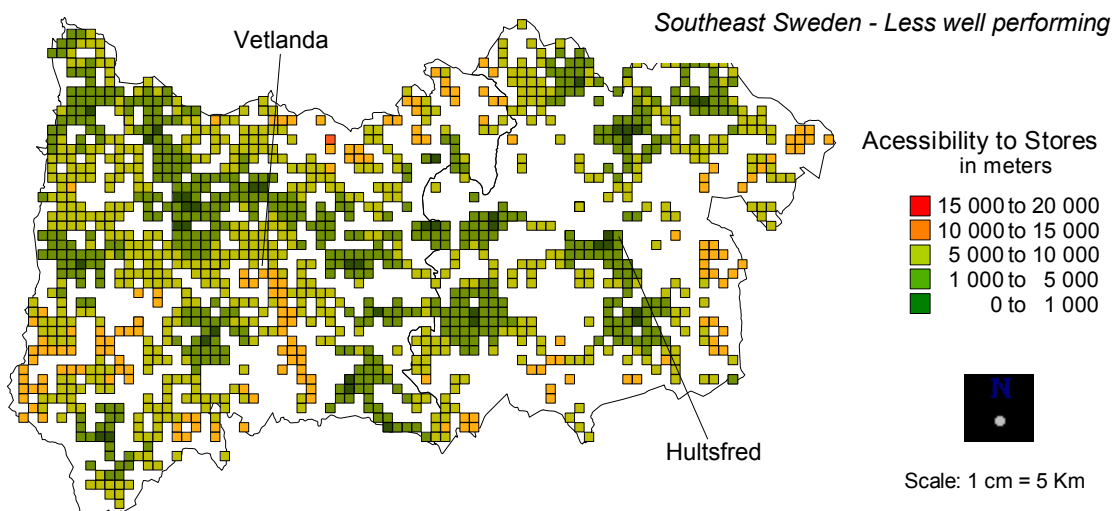 Southeast Sweden - Less well performing
Vetlanda
Acessibility to Stores
in meters
15 000 to 20 000
10 000 to 15 000
5 000 to 10 000
1 000 to 5 000
0 to 1 000
N
Hultsfred
Scale: 1 cm = 5 Km